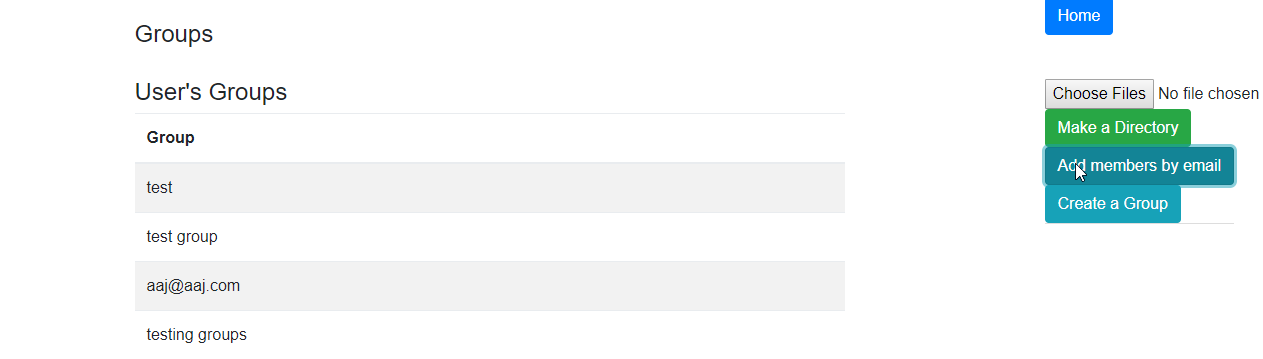 Groups
User's Groups
Group
test
test group
aaj@aaj.com
testing groups
Home
Choose Files No file chosen
Make a Directory
Add members by email
Create a Group